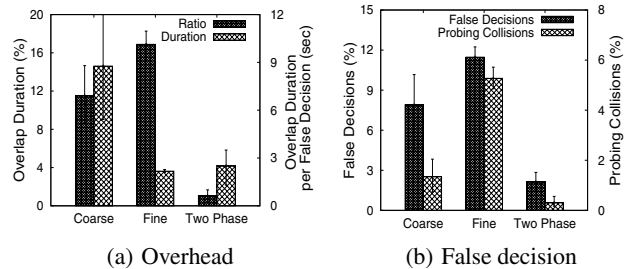 20
16
12
8
4
0
Overlap Duration (%)
Ratio
Duration
12
9
6
3
0
Overlap Duration
per False Decision (sec)
Coarse
Fine
Two Phase
(a) Overhead
15
12
9
6
3
0
False Decisions (%)
False Decisions
Probing Collisions
8
6
4
2
0
Probing Collisions (%)
Coarse
Fine
Two Phase
(b) False decision